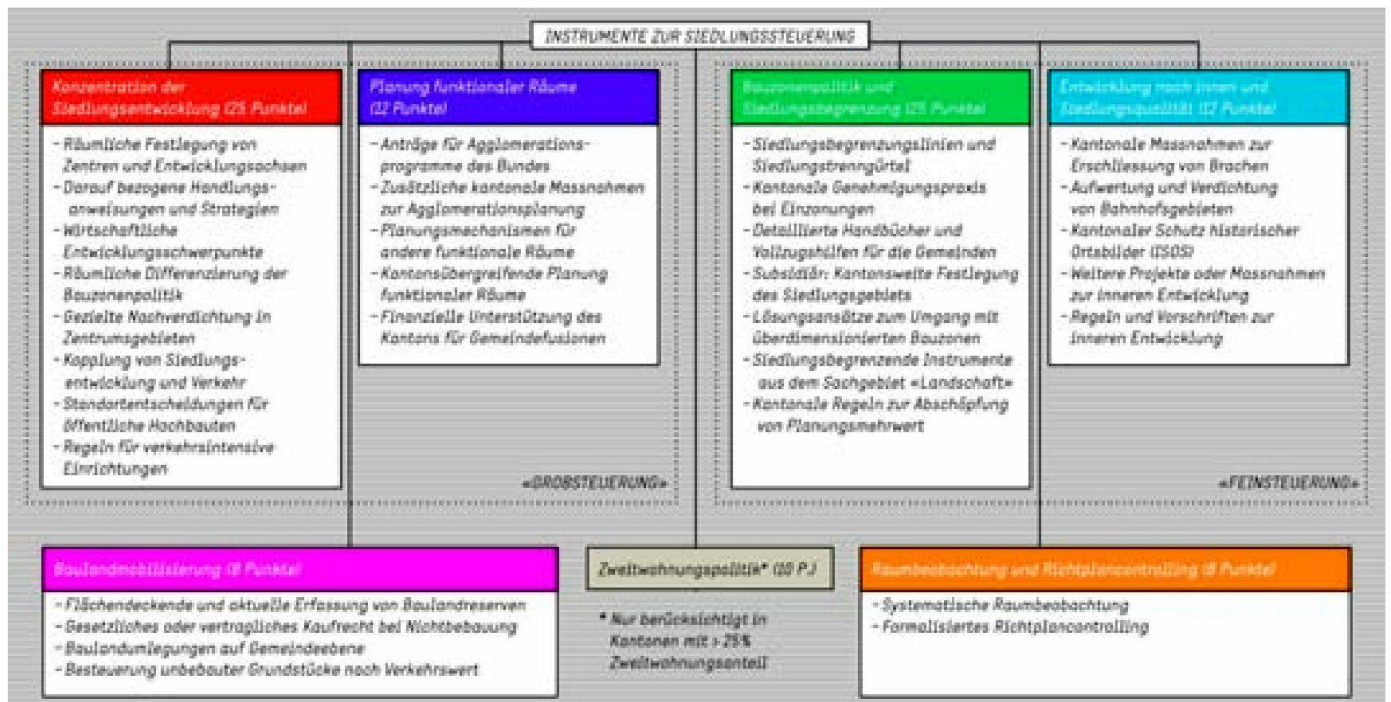 INSTRUMENTE ZUR SIEDLUNGSSTEUERUNG
Konzentration der
Siedlungsentwicklung (25 Punkte)
- Räumliche Festlegung von
Zentren und Entwicklungsachsen
- Darauf bezogene Handlungs-
anweisungen und Strategien
- Wirtschaftliche
Entwicklungsschwerpunkte
- Räumliche Differenzierung der
Bauzonenpolitik
- Gezielte Nachverdichtung in
Zentrumsgebieten
- Kopplung von Siedlungs-
entwicklung und Verkehr
- Standortentscheidungen für
öffentliche Hochbauten
- Regeln für verkehrsintensive
Einrichtungen
Planung funktionaler Räume
(12 Punkte)
- Anträge für Agglomerations-
programme des Bundes
- Zusätzliche kantonale Massnahmen
zur Agglomerationsplanung
- Planungsmechanismen für
andere funktionale Räume
- Kantonsübergreifende Planung
funktionaler Räume
- Finanzielle Unterstützung des
Kantons für Gemeindefusionen
«GROBSTEUERUNG»
Bauzonenpolitik und
Siedlungsbegrenzung (25 Punkte)
- Siedlungsbegrenzungslinien und
Siedlungstrenngürtel
- Kantonale Genehmigungspraxis
bei Einzonungen
- Detaillierte Handbücher und
Vollzugshilfen für die Gemeinden
- Subsidiär: Kantonsweite Festlegung
des Siedlungsgebiets
- Lösungsansätze zum Umgang mit
überdimensionierten Bauzonen
- Siedlungsbegrenzende Instrumente
aus dem Sachgebiet «Landschaft»
- Kantonale Regeln zur Abschöpfung
von Planungsmehrwert
Entwicklung nach Innen und
Siedlungsqualität (12 Punkte)
- Kantonale Massnahmen zur
Erschliessung von Brachen
- Aufwertung und Verdichtung
von Bahnhofsgebieten
- Kantonaler Schutz historischer
Ortsbilder (ISOS)
- Weitere Projekte oder Massnahmen
zur inneren Entwicklung
- Regeln und Vorschriften zur
inneren Entwicklung
«FEINSTEUERUNG»
Baulandmobilisierung (8 Punkte)
- Flächendeckende und aktuelle Erfassung von Baulandreserven
- Gesetzliches oder vertragliches Kaufrecht bei Nichtbebauung
- Baulandumlegungen auf Gemeindeebene
- Besteuerung unbebauter Grundstücke nach Verkehrswert
Zweitwohnungspolitik* (10 P.)
* Nur berücksichtigt in
Kantonen mit > 25%
Zweitwohnungsanteil
Raumbeobachtung und Richtplancontrolling (8 Punkte)
- Systematische Raumbeobachtung
- Formalisiertes Richtplancontrolling